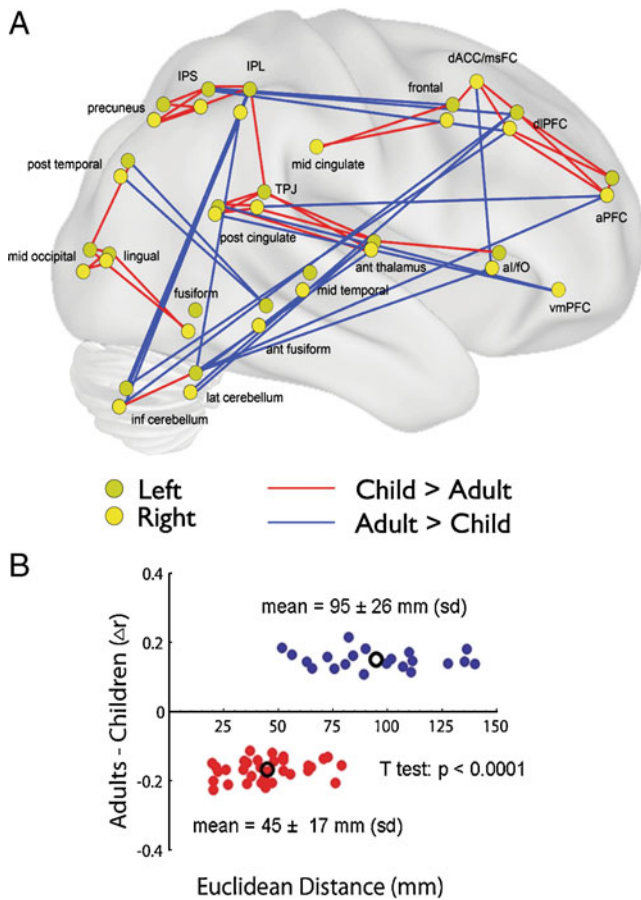 A
IPS
IPL
dACC/msFC
frontal
precuneus
dlPFC
mid cingulate
post temporal
TPJ
aPFC
post cingulate
mid occipital
lingual
ant thalamus
aI/fO
fusiform
mid temporal
vmPFC
ant fusiform
lat cerebellum
inf cerebellum
Left
Child > Adult
Right
Adult > Child
B
0.4
mean = 95 ± 26 mm (sd)
0.2
Adults - Children (△r)
0
25 50 75 100 125 150
-0.2
T test: p < 0.0001
mean = 45 ± 17 mm (sd)
-0.4
Euclidean Distance (mm)